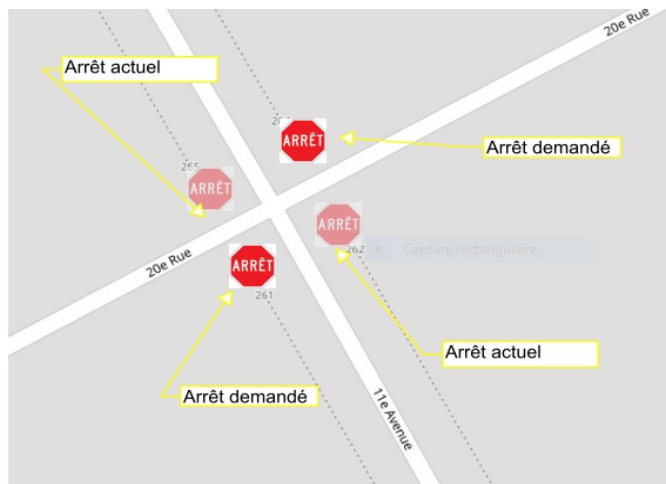 20e Rue
Arrêt actuel
264
ARRÊT
Arrêt demandé
265
ARRÊT
ARRÊT
262
Capture rectangulaire
20e Rue
ARRÊT
261
Arrêt actuel
Arrêt demandé
11e Avenue